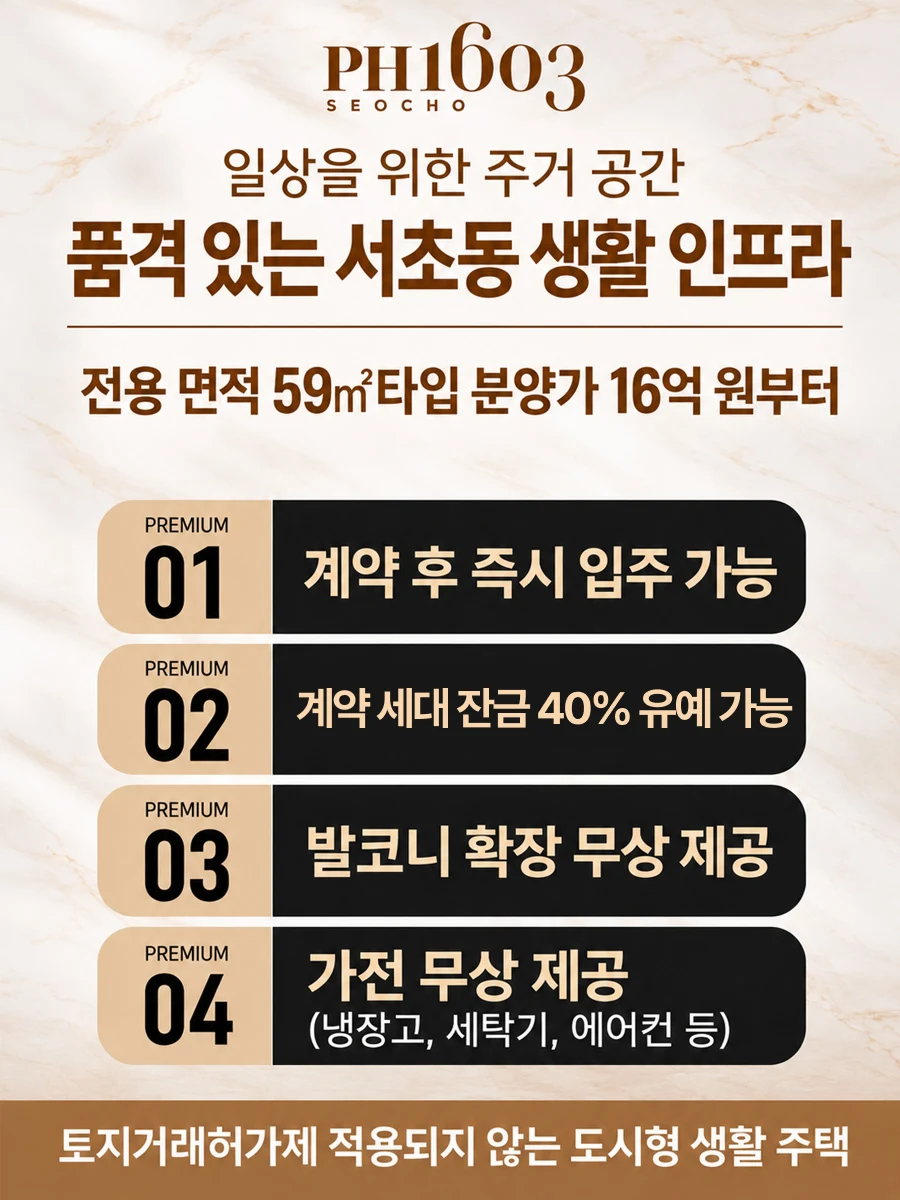 PH1603
SEOCHO
일상을 위한 주거 공간
품격 있는 서초동 생활 인프라
전용 면적 59㎡타입 분양가 16억 원부터
PREMIUM
01
계약 후 즉시 입주 가능
PREMIUM
02
계약 세대 잔금 40% 유예 가능
PREMIUM
03
발코니 확장 무상 제공
PREMIUM
04
가전 무상 제공
(냉장고, 세탁기, 에어컨 등)
토지거래허가제 적용되지 않는 도시형 생활 주택